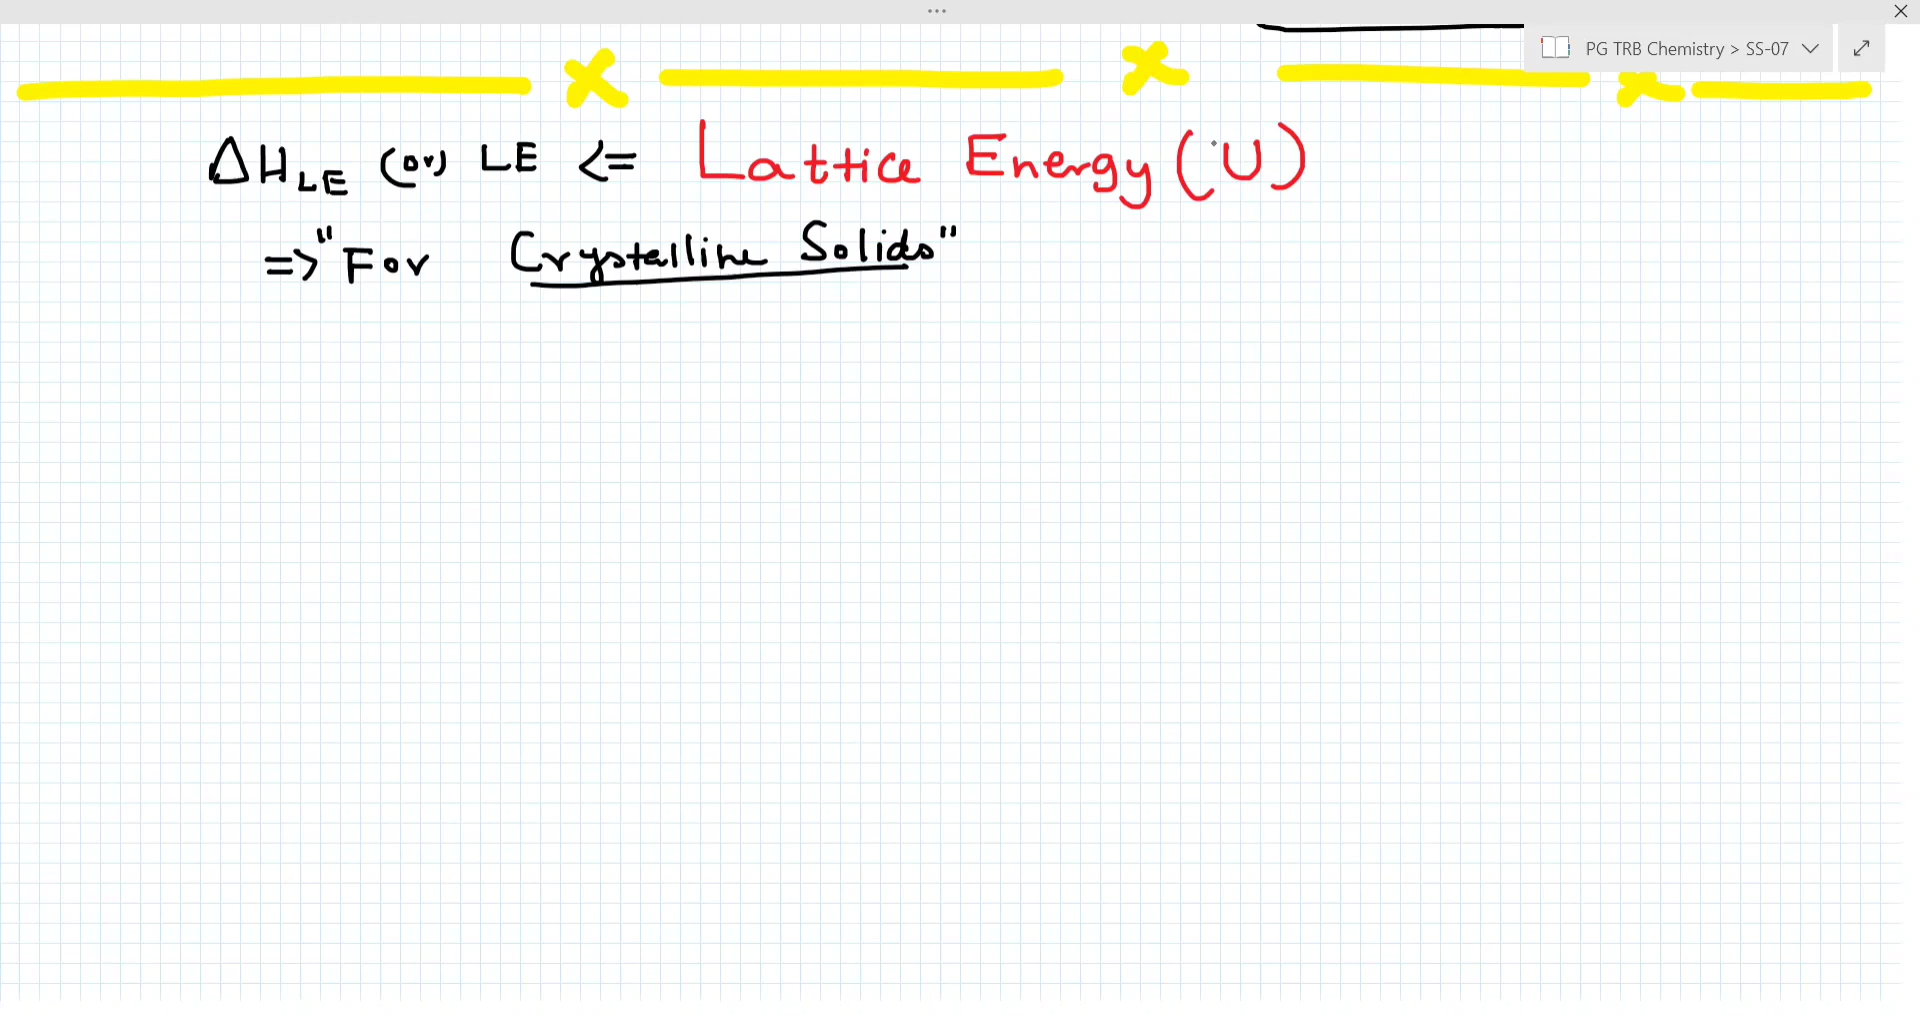 PG TRB Chemistry > SS-07
ΔH_LE (or) LE <= Lattice Energy (U)
=> "For Crystalline Solids"